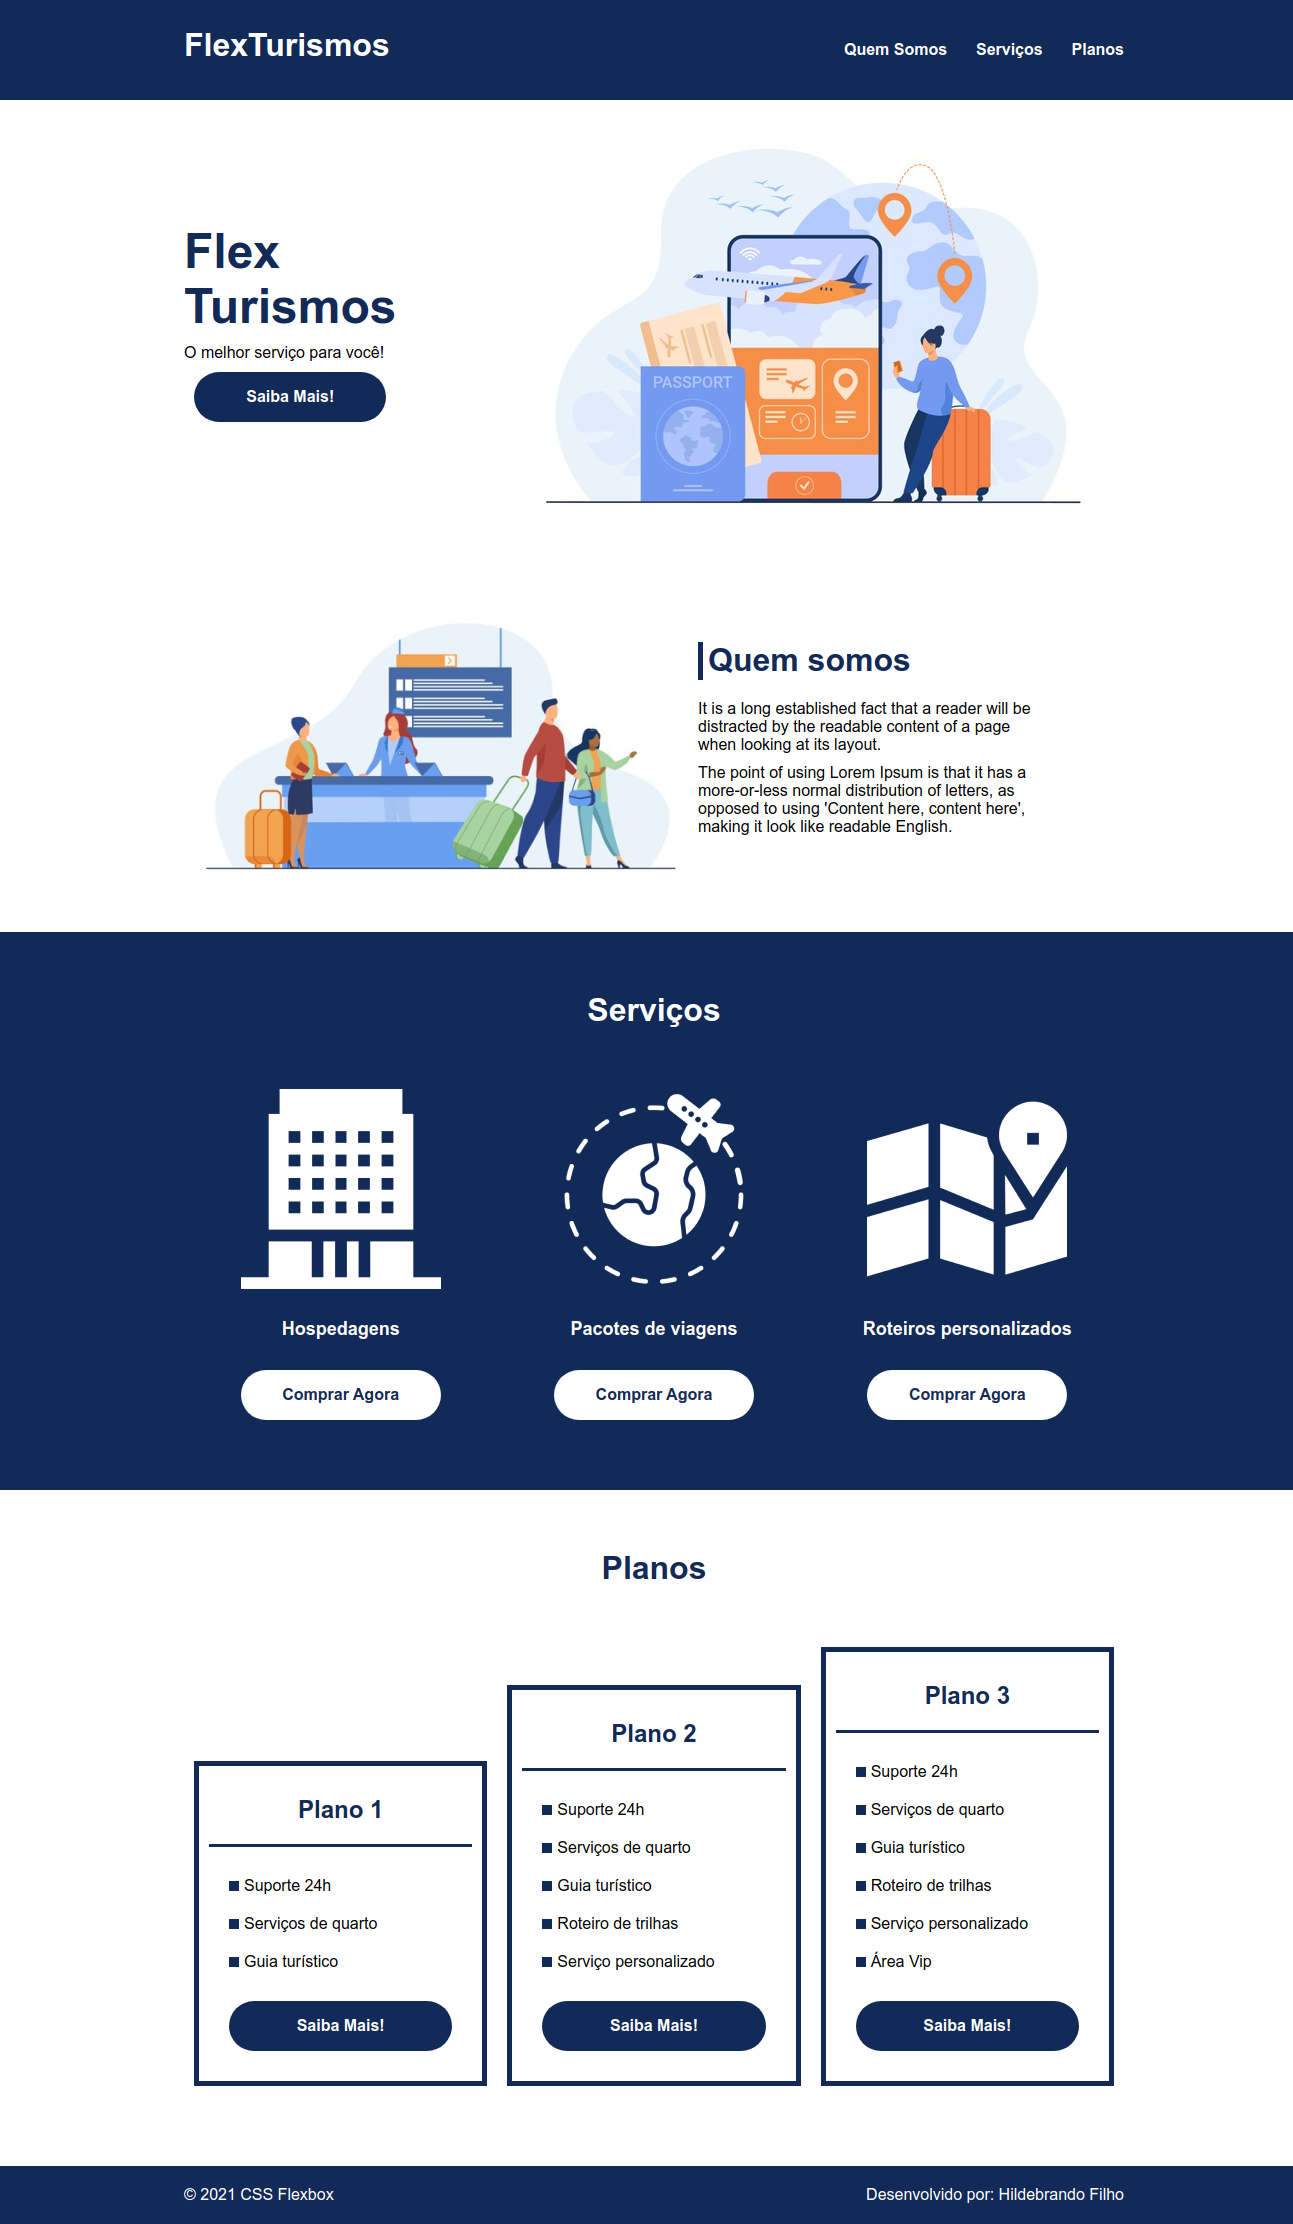 FlexTurismos
Quem Somos Serviços Planos
Flex
Turismos
O melhor serviço para você!
Saiba Mais!
PASSPORT
Quem somos
It is a long established fact that a reader will be
distracted by the readable content of a page
when looking at its layout.
The point of using Lorem Ipsum is that it has a
more-or-less normal distribution of letters, as
opposed to using 'Content here, content here',
making it look like readable English.
Serviços
Hospedagens
Comprar Agora
Pacotes de viagens
Comprar Agora
Roteiros personalizados
Comprar Agora
Planos
Plano 1
Suporte 24h
Serviços de quarto
Guia turístico
Saiba Mais!
Plano 2
Suporte 24h
Serviços de quarto
Guia turístico
Roteiro de trilhas
Serviço personalizado
Saiba Mais!
Plano 3
Suporte 24h
Serviços de quarto
Guia turístico
Roteiro de trilhas
Serviço personalizado
Área Vip
Saiba Mais!
© 2021 CSS Flexbox
Desenvolvido por: Hildebrando Filho